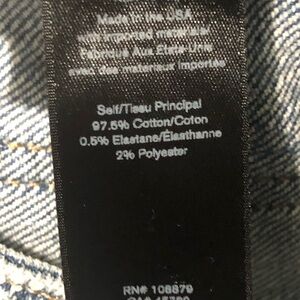 Made in the USA
with imported materials/
Fabriqué Aux États-Unis
avec des matériaux importés
Self/Tissu Principal
97.5% Cotton/Coton
0.5% Elastane/Élasthanne
2% Polyester
RN# 108879